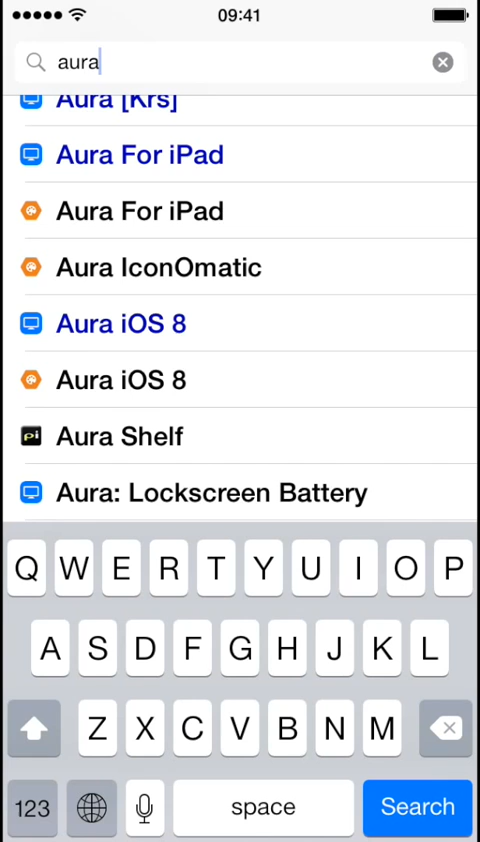 09:41
aura
Aura [Krs]
Aura For iPad
Aura For iPad
Aura IconOmatic
Aura iOS 8
Aura iOS 8
pi Aura Shelf
Aura: Lockscreen Battery
Q W E R T Y U I O P
A S D F G H J K L
Z X C V B N M
123 space Search